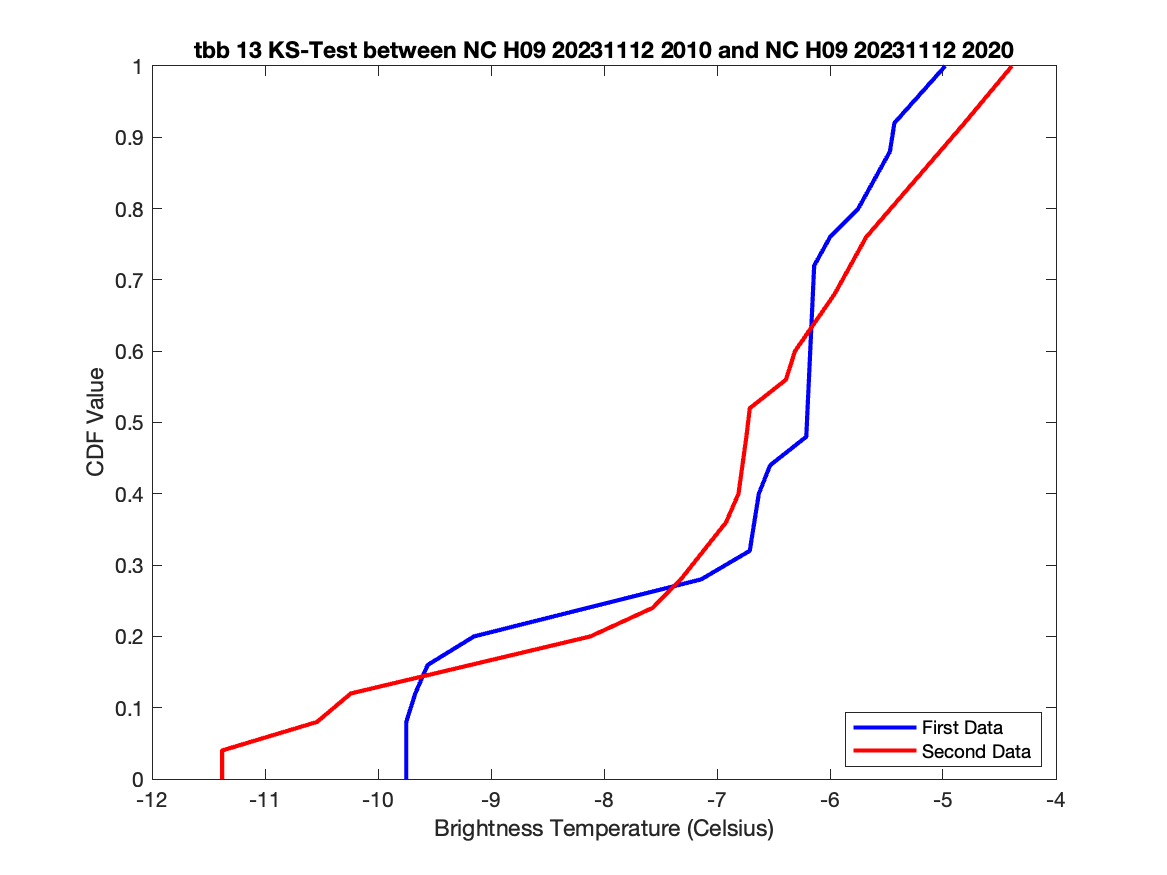 tbb 13 KS-Test between NC H09 20231112 2010 and NC H09 20231112 2020
1
0.9
0.8
0.7
0.6
0.5
0.4
0.3
0.2
0.1
0
CDF Value
First Data
Second Data
-12 -11 -10 -9 -8 -7 -6 -5 -4
Brightness Temperature (Celsius)